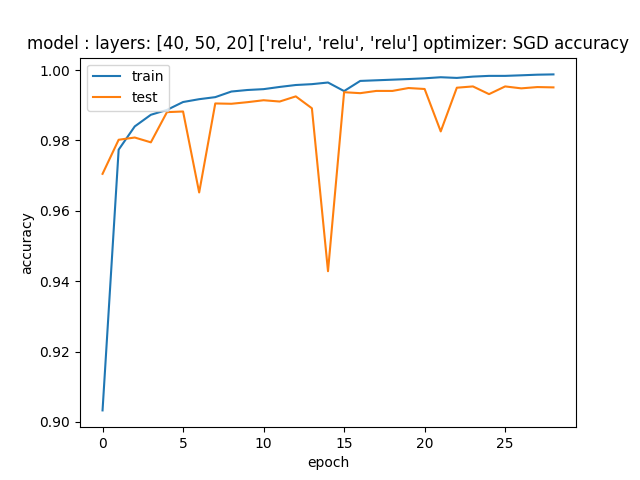 model : layers: [40, 50, 20] ['relu', 'relu', 'relu'] optimizer: SGD accuracy
1.00
train
test
0.98
0.96
accuracy
0.94
0.92
0.90
0 5 10 15 20 25
epoch